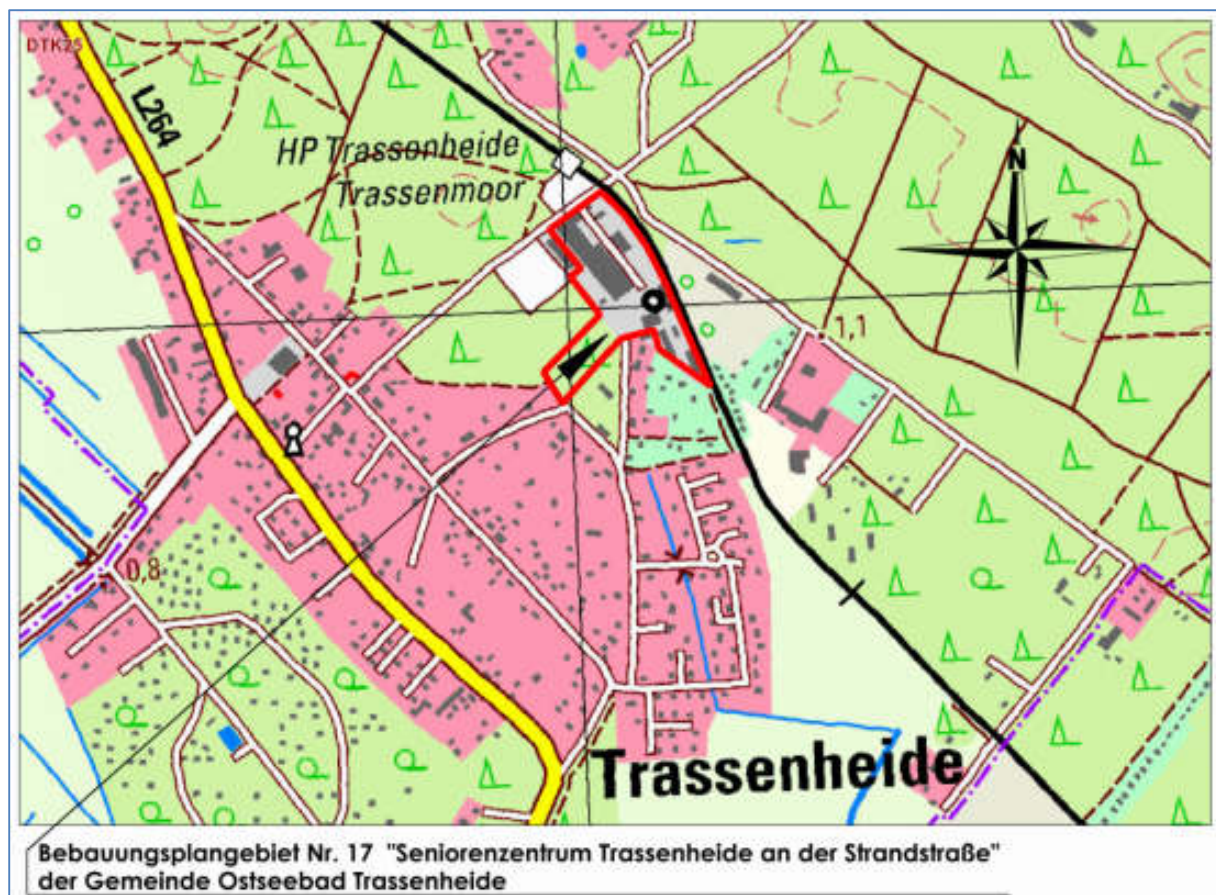 DTK25
L264
HP Trassenheide
Trassenmoor
N
1,1
0,8
Trassenheide
Bebauungsplangebiet Nr. 17 "Seniorenzentrum Trassenheide an der Strandstraße"
der Gemeinde Ostseebad Trassenheide